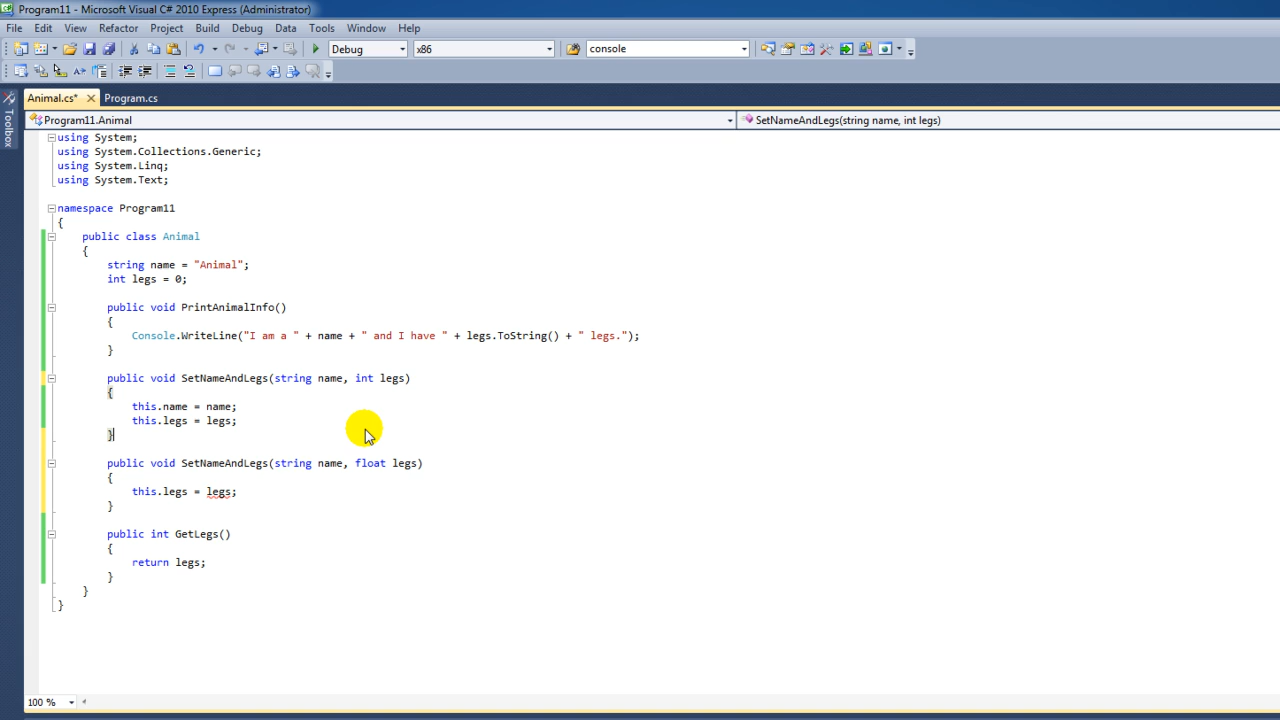 Program11 - Microsoft Visual C# 2010 Express (Administrator)
File Edit View Refactor Project Build Debug Data Tools Window Help
Debug x86 console
Animal.cs* Program.cs
Toolbox
Program11.Animal SetNameAndLegs(string name, int legs)
using System;
using System.Collections.Generic;
using System.Linq;
using System.Text;
namespace Program11
{
public class Animal
{
string name = "Animal";
int legs = 0;
public void PrintAnimalInfo()
{
Console.WriteLine("I am a " + name + " and I have " + legs.ToString() + " legs.");
}
public void SetNameAndLegs(string name, int legs)
{
this.name = name;
this.legs = legs;
}
public void SetNameAndLegs(string name, float legs)
{
this.legs = legs;
}
public int GetLegs()
{
return legs;
}
}
}
100 %